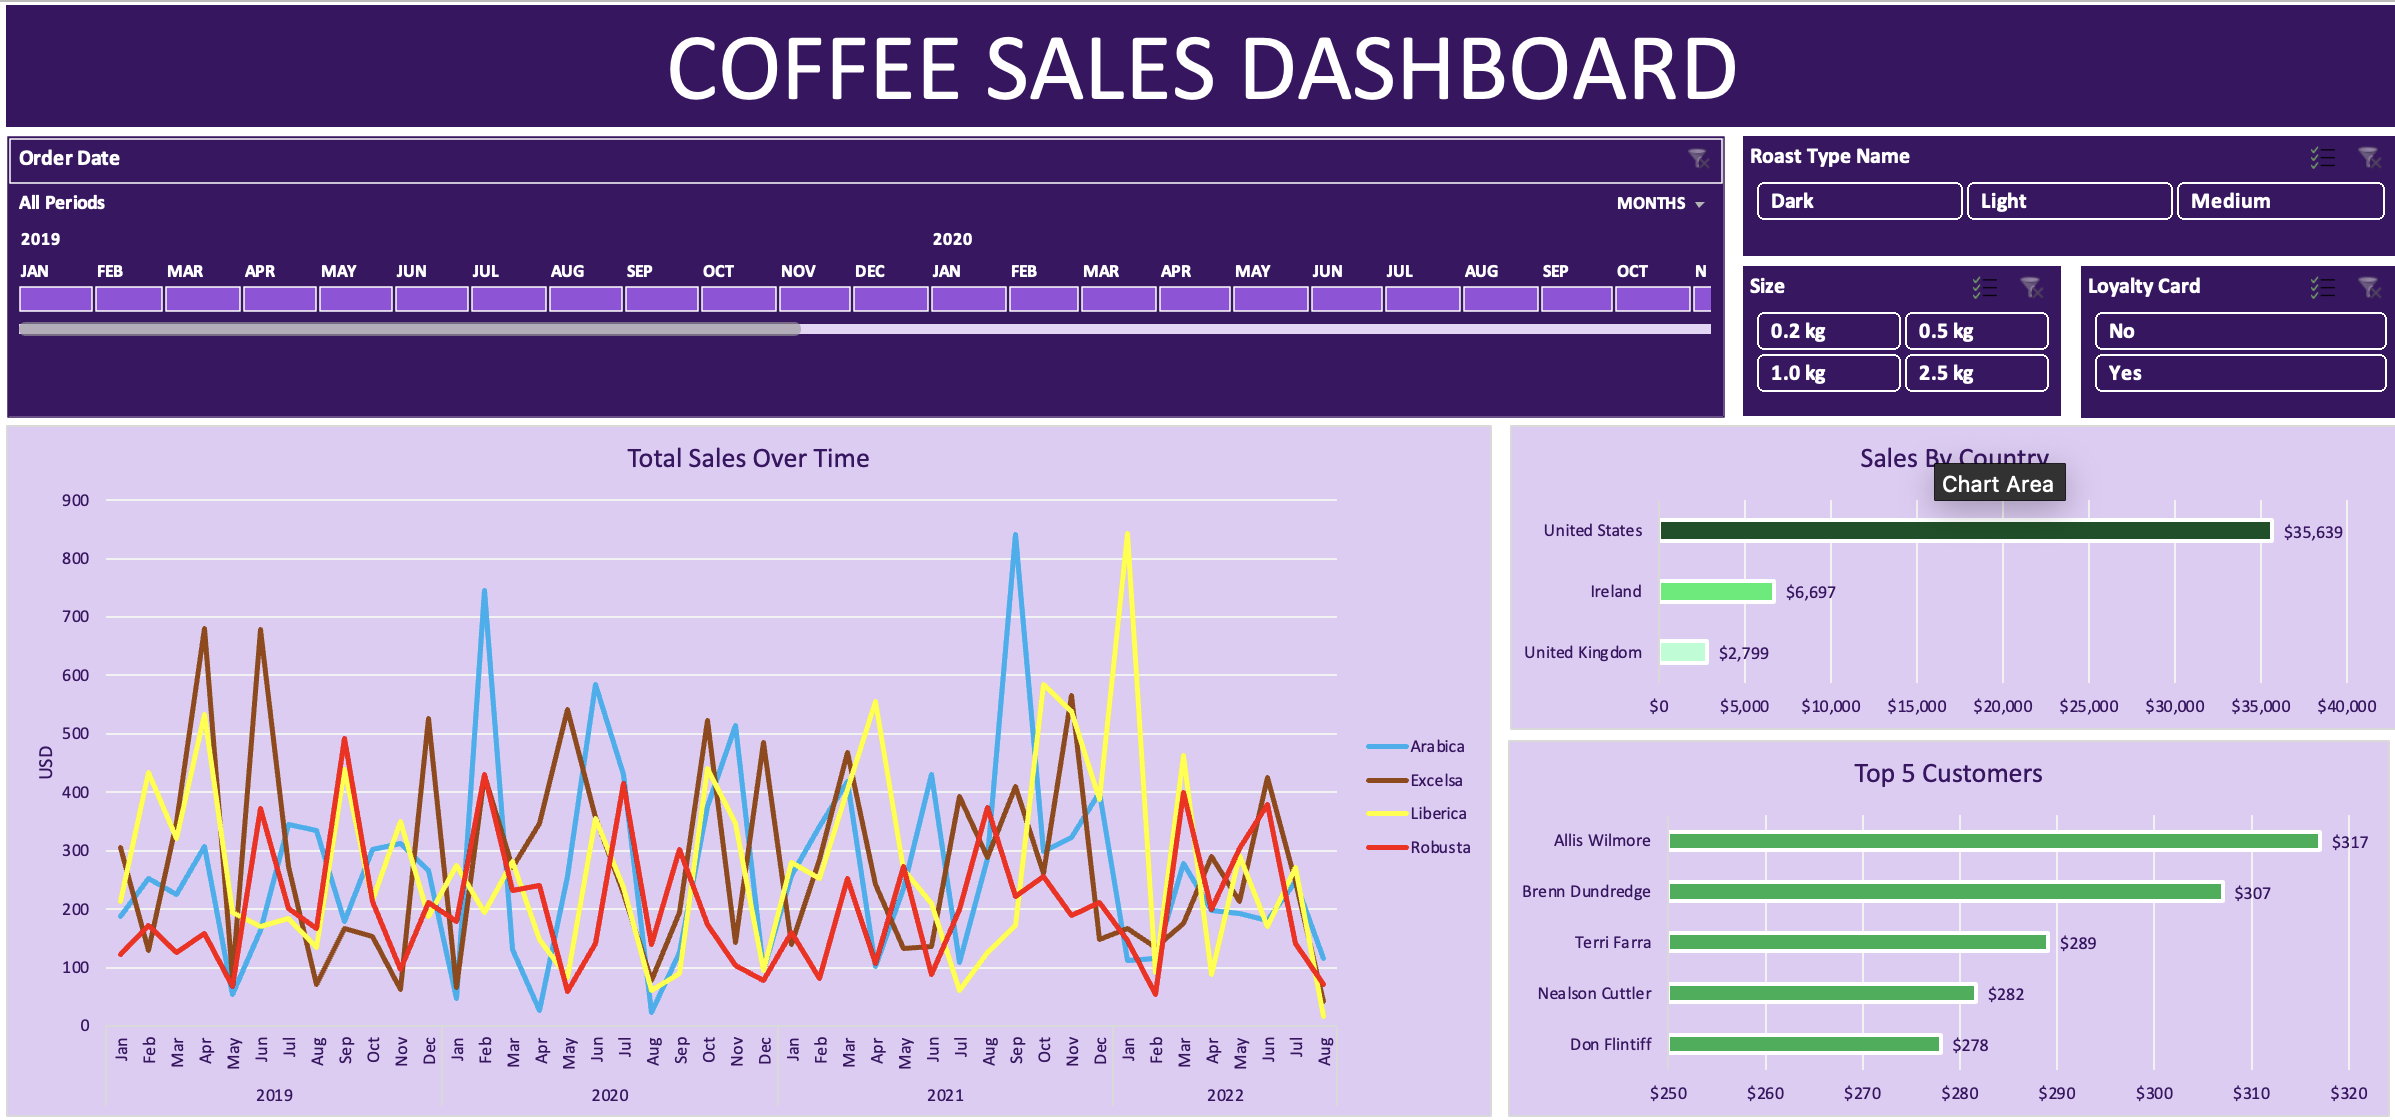 COFFEE SALES DASHBOARD
Order Date
All Periods
MONTHS
2019 2020
JAN FEB MAR APR MAY JUN JUL AUG SEP OCT NOV DEC JAN FEB MAR APR MAY JUN JUL AUG SEP OCT N
Roast Type Name
Dark Light Medium
Size
0.2 kg 0.5 kg
1.0 kg 2.5 kg
Loyalty Card
No
Yes
Total Sales Over Time
900
800
700
600
500
400
300
200
100
0
USD
Jan Feb Mar Apr May Jun Jul Aug Sep Oct Nov Dec Jan Feb Mar Apr May Jun Jul Aug Sep Oct Nov Dec Jan Feb Mar Apr May Jun Jul Aug Sep Oct Nov Dec Jan Feb Mar Apr May Jun Jul Aug
2019 2020 2021 2022
Arabica
Excelsa
Liberica
Robusta
Sales By Country
Chart Area
United States $35,639
Ireland $6,697
United Kingdom $2,799
$0 $5,000 $10,000 $15,000 $20,000 $25,000 $30,000 $35,000 $40,000
Top 5 Customers
Allis Wilmore $317
Brenn Dundredge $307
Terri Farra $289
Nealson Cuttler $282
Don Flintiff $278
$250 $260 $270 $280 $290 $300 $310 $320